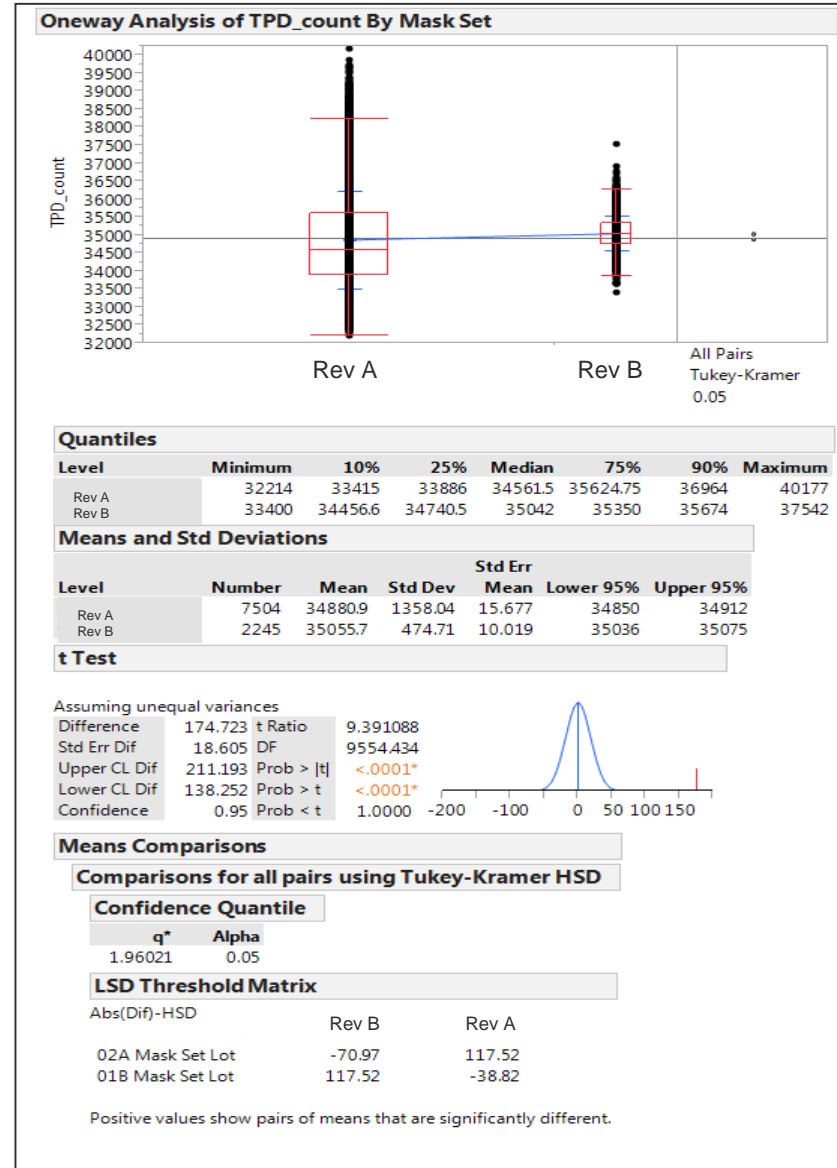 Oneway Analysis of TPD_count By Mask Set
40000
39500
39000
38500
38000
37500
37000
36500
36000
35500
35000
34500
34000
33500
33000
32500
32000
TPD_count
Rev A Rev B
All Pairs
Tukey-Kramer
0.05
Quantiles
Level Minimum 10% 25% Median 75% 90% Maximum
Rev A 32214 33415 33886 34561.5 35624.75 36964 40177
Rev B 33400 34456.6 34740.5 35042 35350 35674 37542
Means and Std Deviations
Std Err
Level Number Mean Std Dev Mean Lower 95% Upper 95%
Rev A 7504 34880.9 1358.04 15.677 34850 34912
Rev B 2245 35055.7 474.71 10.019 35036 35075
t Test
Assuming unequal variances
Difference 174.723 t Ratio 9.391088
Std Err Dif 18.605 DF 9554.434
Upper CL Dif 211.193 Prob > |t| <.0001*
Lower CL Dif 138.252 Prob > t <.0001*
Confidence 0.95 Prob < t 1.0000
-200 -100 0 50 100 150
Means Comparisons
Comparisons for all pairs using Tukey-Kramer HSD
Confidence Quantile
q* Alpha
1.96021 0.05
LSD Threshold Matrix
Abs(Dif)-HSD
Rev B Rev A
02A Mask Set Lot -70.97 117.52
01B Mask Set Lot 117.52 -38.82
Positive values show pairs of means that are significantly different.